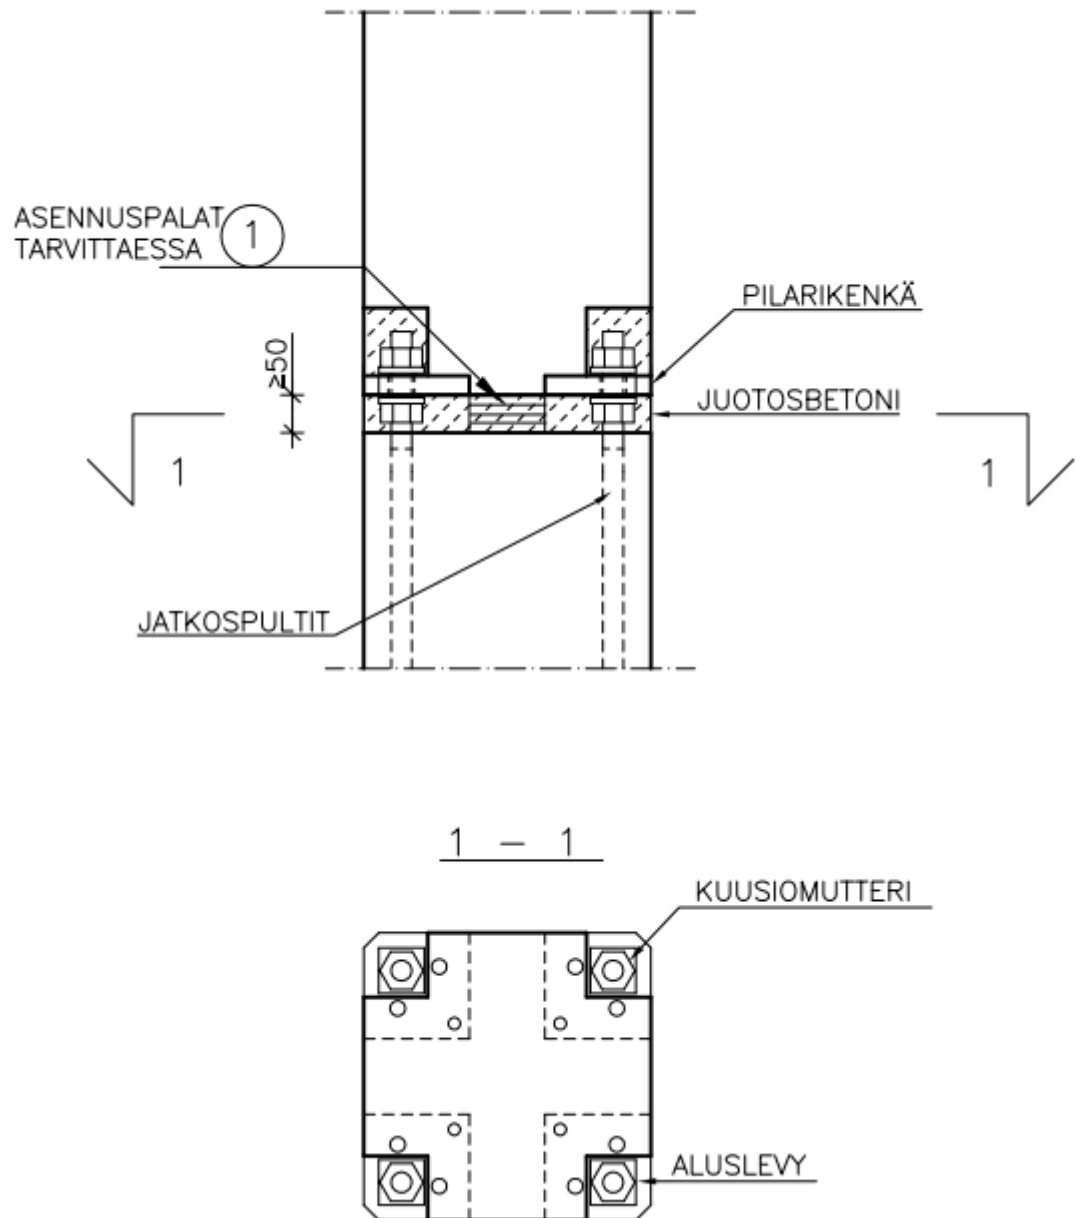 ASENNUSPALAT
TARVITTAESSA
1
PILARIKENKÄ
≥50
JUOTOSBETONI
1
1
JATKOSPULTIT
1 – 1
KUUSIOMUTTERI
ALUSLEVY